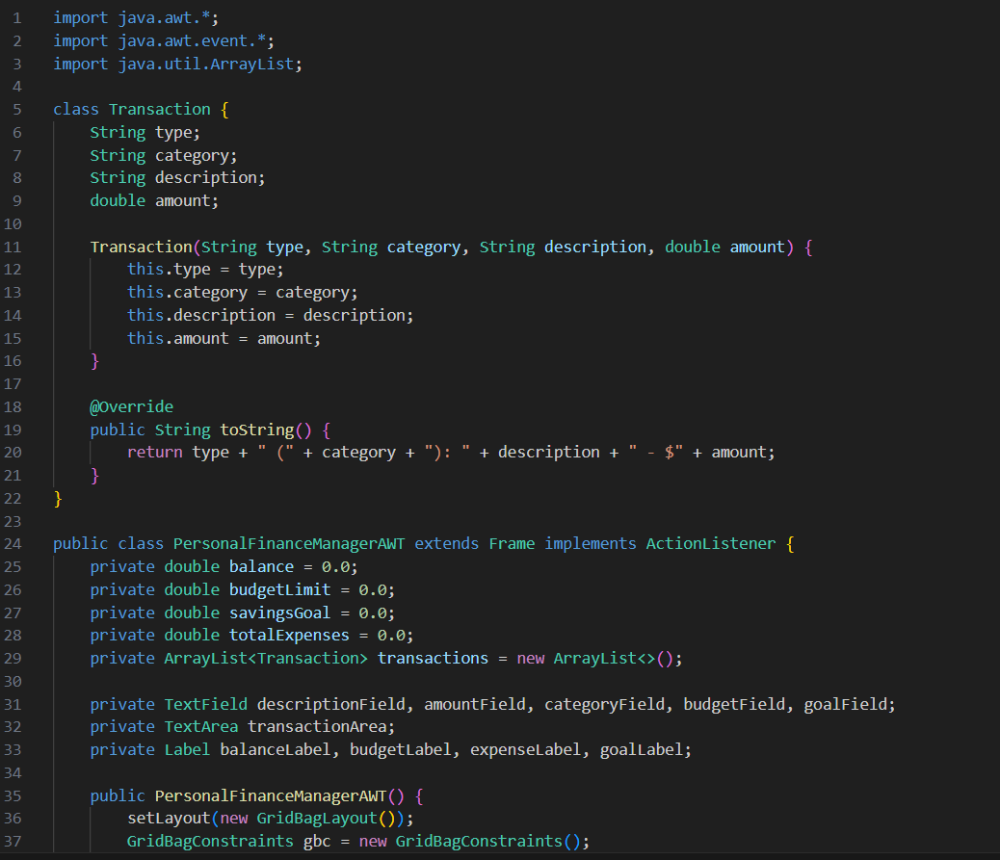 1 import java.awt.*;
2 import java.awt.event.*;
3 import java.util.ArrayList;
4
5 class Transaction {
6     String type;
7     String category;
8     String description;
9     double amount;
10
11     Transaction(String type, String category, String description, double amount) {
12         this.type = type;
13         this.category = category;
14         this.description = description;
15         this.amount = amount;
16     }
17
18     @Override
19     public String toString() {
20         return type + " (" + category + "): " + description + " - $" + amount;
21     }
22 }
23
24 public class PersonalFinanceManagerAWT extends Frame implements ActionListener {
25     private double balance = 0.0;
26     private double budgetLimit = 0.0;
27     private double savingsGoal = 0.0;
28     private double totalExpenses = 0.0;
29     private ArrayList<Transaction> transactions = new ArrayList<>();
30
31     private TextField descriptionField, amountField, categoryField, budgetField, goalField;
32     private TextArea transactionArea;
33     private Label balanceLabel, budgetLabel, expenseLabel, goalLabel;
34
35     public PersonalFinanceManagerAWT() {
36         setLayout(new GridBagLayout());
37         GridBagConstraints gbc = new GridBagConstraints();